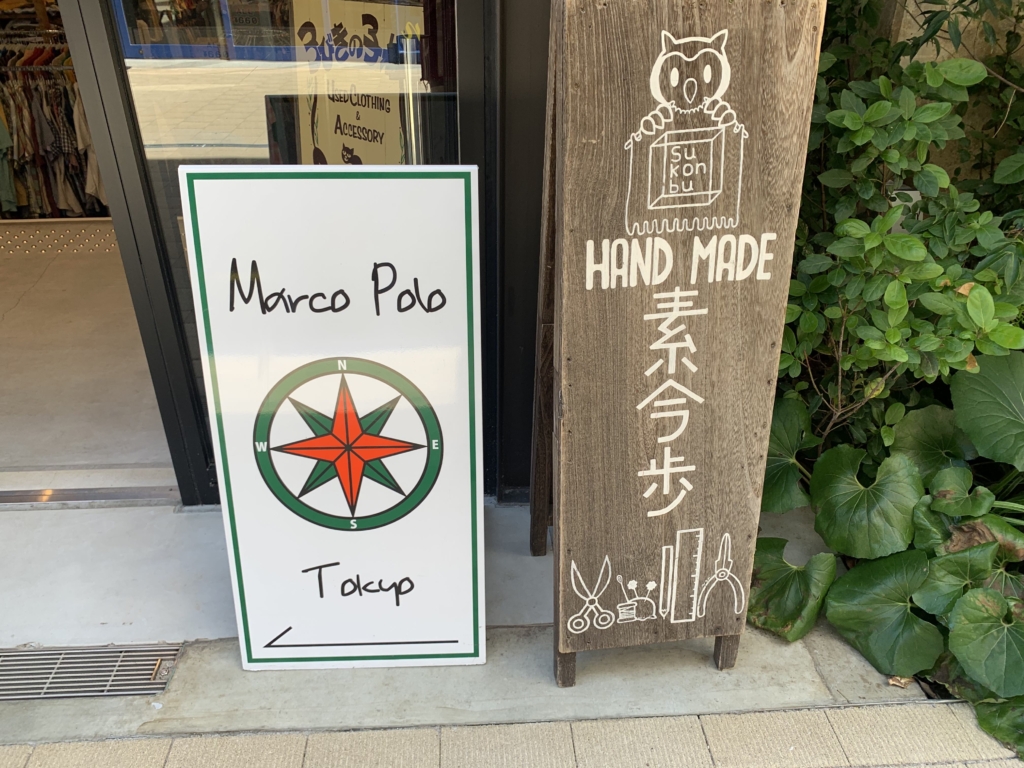 USED CLOTHING
&
ACCESSORY
Marco Polo
N
W
E
S
Tokyo
su
kon
bu
HAND MADE
素今歩